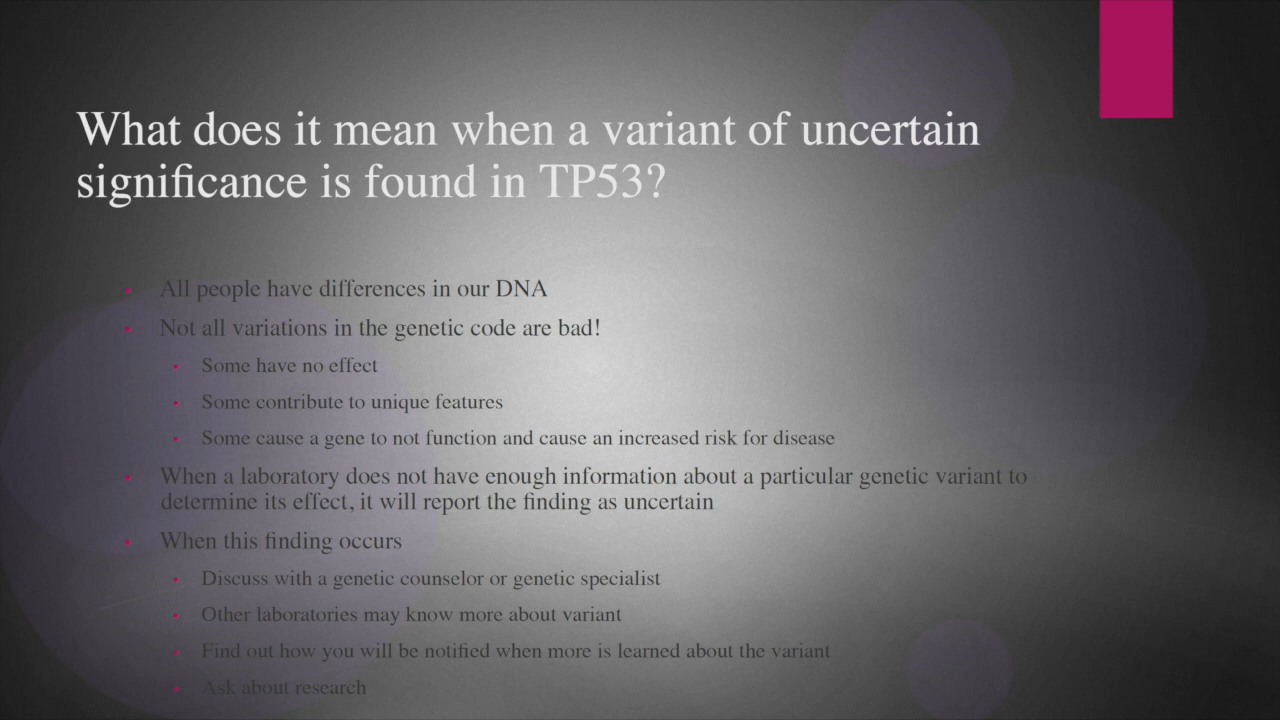 What does it mean when a variant of uncertain
significance is found in TP53?
• All people have differences in our DNA
• Not all variations in the genetic code are bad!
• Some have no effect
• Some contribute to unique features
• Some cause a gene to not function and cause an increased risk for disease
• When a laboratory does not have enough information about a particular genetic variant to
determine its effect, it will report the finding as uncertain
• When this finding occurs
• Discuss with a genetic counselor or genetic specialist
• Other laboratories may know more about variant
• Find out how you will be notified when more is learned about the variant
• Ask about research